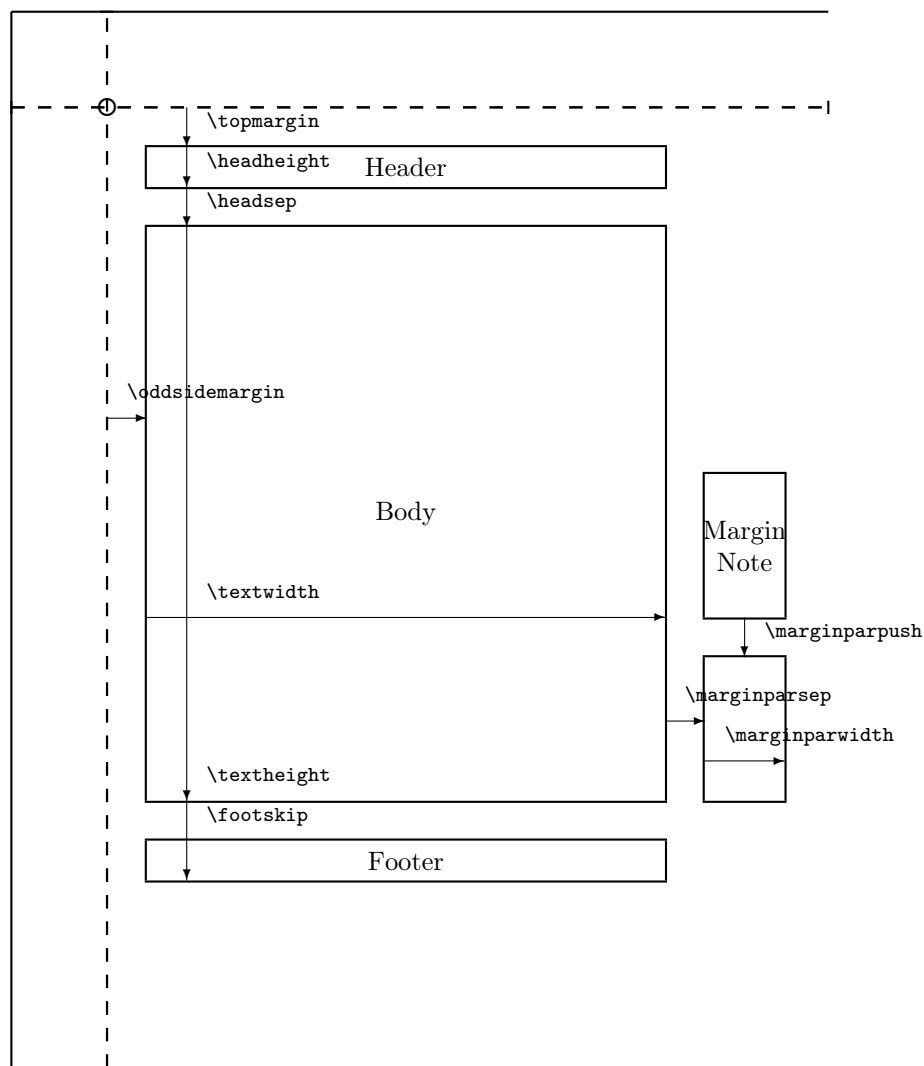 \topmargin
\headheight
Header
\headsep
\oddsidemargin
Body
Margin
Note
\textwidth
\marginparpush
\marginparsep
\marginparwidth
\textheight
\footskip
Footer